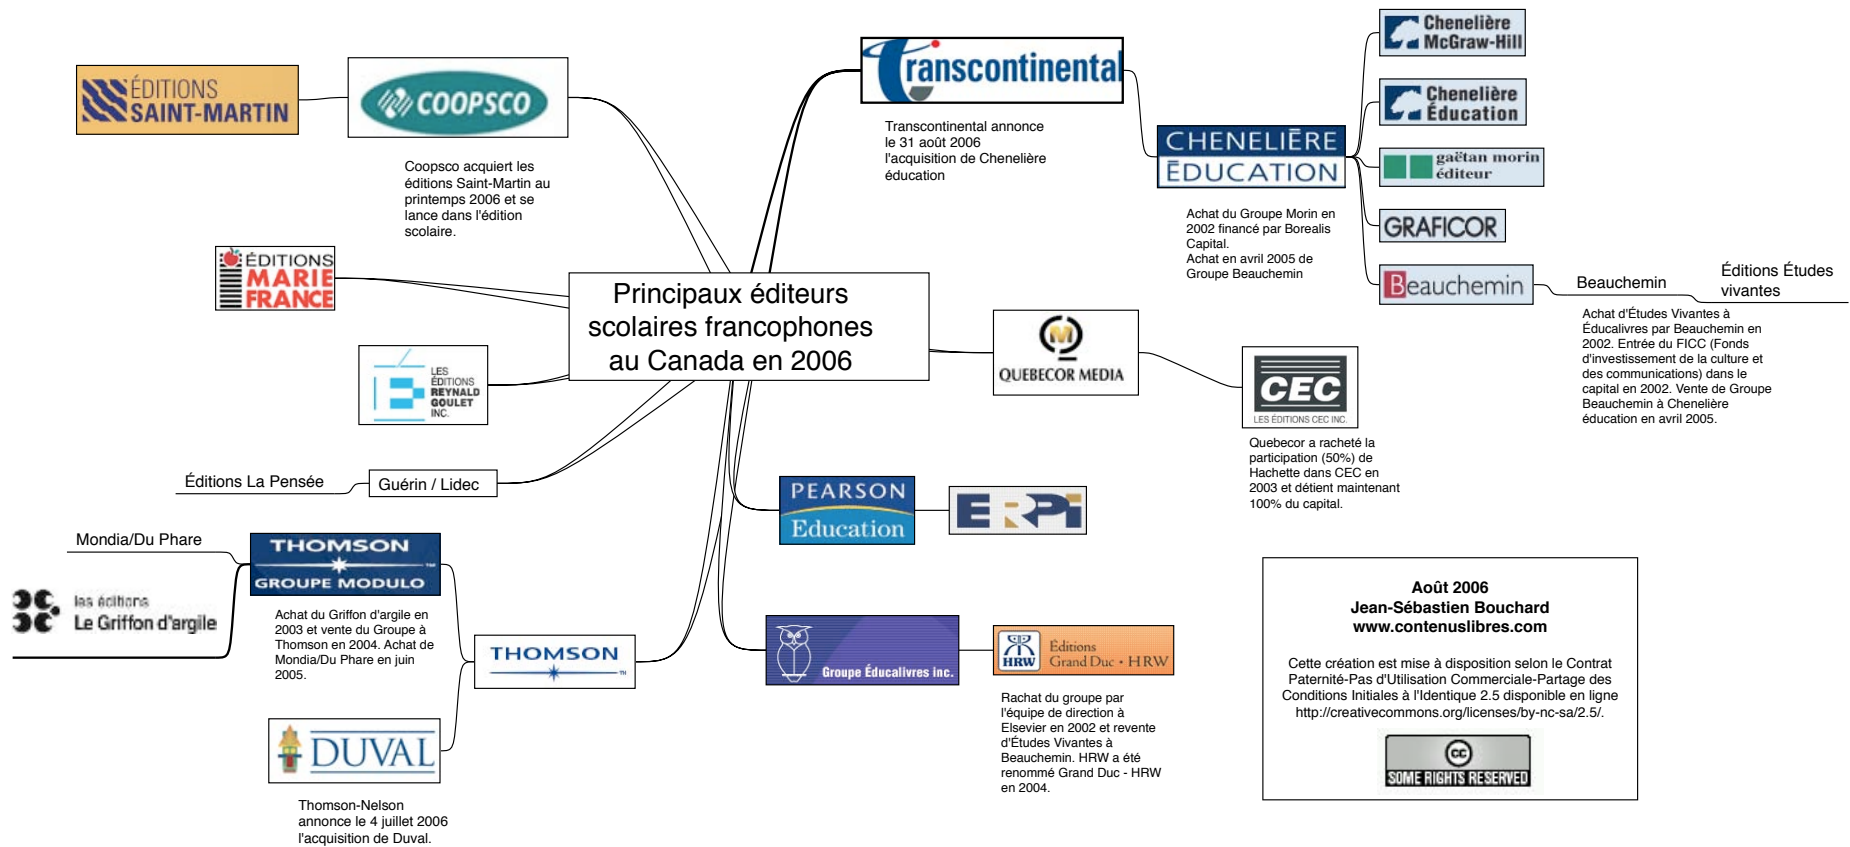 Principaux éditeurs
scolaires francophones
au Canada en 2006
ÉDITIONS
SAINT-MARTIN
COOPSCO
Coopsco acquiert les
éditions Saint-Martin au
printemps 2006 et se
lance dans l'édition
scolaire.
ÉDITIONS
MARIE
FRANCE
LES
ÉDITIONS
REYNALD
GOULET
INC.
Éditions La Pensée
Guérin / Lidec
Mondia/Du Phare
les éditions
Le Griffon d'argile
THOMSON
GROUPE MODULO
Achat du Griffon d'argile en
2003 et vente du Groupe à
Thomson en 2004. Achat de
Mondia/Du Phare en juin
2005.
THOMSON
DUVAL
Thomson-Nelson
annonce le 4 juillet 2006
l'acquisition de Duval.
Transcontinental
Transcontinental annonce
le 31 août 2006
l'acquisition de Chenelière
éducation
CHENELIÈRE
ÉDUCATION
Achat du Groupe Morin en
2002 financé par Borealis
Capital.
Achat en avril 2005 de
Groupe Beauchemin
Chenelière
McGraw-Hill
Chenelière
Éducation
gaëtan morin
éditeur
GRAFICOR
Beauchemin
Beauchemin
Achat d'Études Vivantes à
Éducalivres par Beauchemin en
2002. Entrée du FICC (Fonds
d'investissement de la culture et
des communications) dans le
capital en 2002. Vente de Groupe
Beauchemin à Chenelière
éducation en avril 2005.
Éditions Études
vivantes
QUEBECOR MEDIA
CEC
LES ÉDITIONS CEC INC.
Quebecor a racheté la
participation (50%) de
Hachette dans CEC en
2003 et détient maintenant
100% du capital.
PEARSON
Education
ERPI
Groupe Éducalivres inc.
HRW
Éditions
Grand Duc • HRW
Rachat du groupe par
l'équipe de direction à
Elsevier en 2002 et revente
d'Études Vivantes à
Beauchemin. HRW a été
renommé Grand Duc - HRW
en 2004.
Août 2006
Jean-Sébastien Bouchard
www.contenuslibres.com
Cette création est mise à disposition selon le Contrat
Paternité-Pas d'Utilisation Commerciale-Partage des
Conditions Initiales à l'Identique 2.5 disponible en ligne
http://creativecommons.org/licenses/by-nc-sa/2.5/.
cc
SOME RIGHTS RESERVED